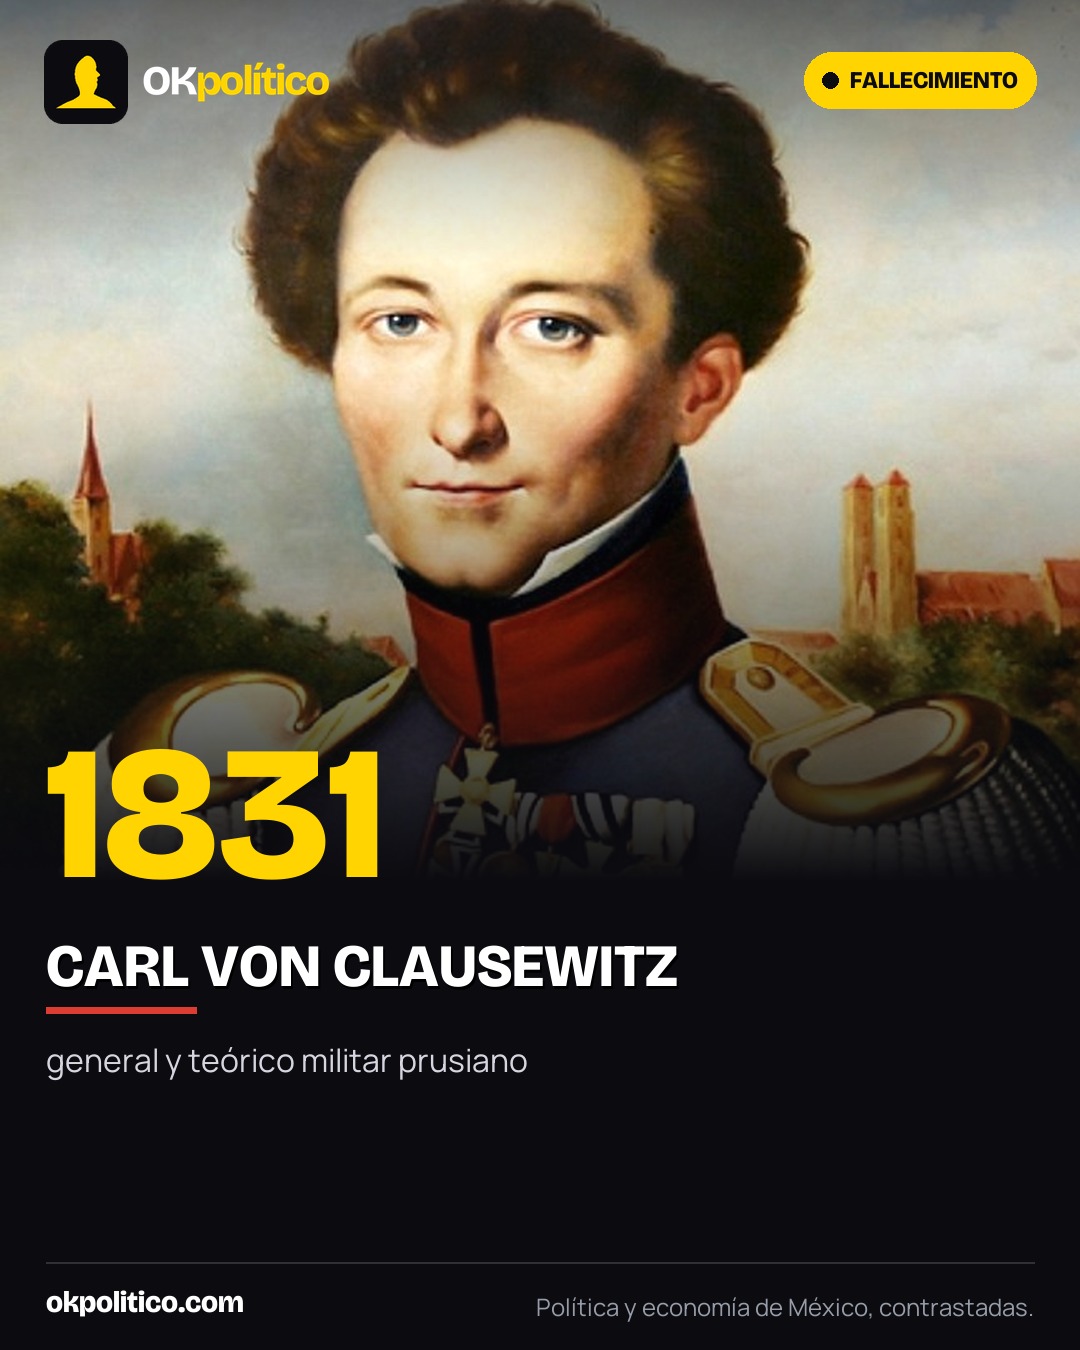 OKpolítico
FALLECIMIENTO
1831
CARL VON CLAUSEWITZ
general y teórico militar prusiano
okpolitico.com
Política y economía de México, contrastadas.